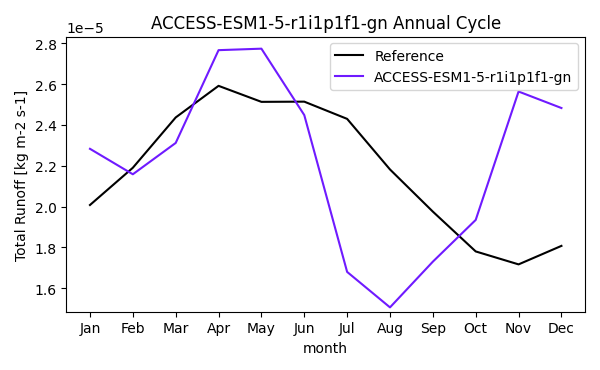 ACCESS-ESM1-5-r1i1p1f1-gn Annual Cycle
1e−5
Reference
ACCESS-ESM1-5-r1i1p1f1-gn
Total Runoff [kg m-2 s-1]
2.8
2.6
2.4
2.2
2.0
1.8
1.6
Jan Feb Mar Apr May Jun Jul Aug Sep Oct Nov Dec
month